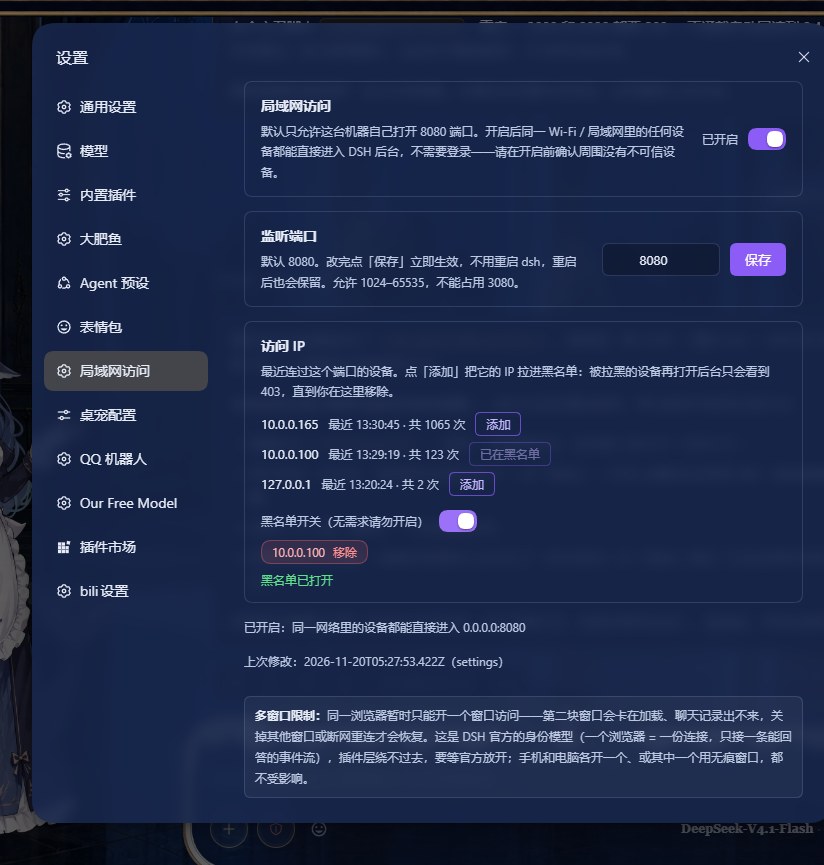 设置
通用设置
模型
内置插件
大肥鱼
Agent 预设
表情包
局域网访问
桌宠配置
QQ 机器人
Our Free Model
插件市场
bili 设置
局域网访问
默认只允许这台机器自己打开 8080 端口。开启后同一 Wi-Fi / 局域网里的任何设
备都能直接进入 DSH 后台，不需要登录——请在开启前确认周围没有不可信设
备。
已开启
监听端口
默认 8080。改完点「保存」立即生效，不用重启 dsh，重启
后也会保留。允许 1024–65535，不能占用 3080。
8080
保存
访问 IP
最近连过这个端口的设备。点「添加」把它的 IP 拉进黑名单：被拉黑的设备再打开后台只会看到
403，直到你在这里移除。
10.0.0.165 最近 13:30:45 · 共 1065 次 添加
10.0.0.100 最近 13:29:19 · 共 123 次 已在黑名单
127.0.0.1 最近 13:20:24 · 共 2 次 添加
黑名单开关（无需求请勿开启）
10.0.0.100 移除
黑名单已打开
已开启：同一网络里的设备都能直接进入 0.0.0.0:8080
上次修改：2026-11-20T05:27:53.422Z（settings）
多窗口限制：同一浏览器暂时只能开一个窗口访问——第二块窗口会卡在加载、聊天记录出不来，关
掉其他窗口或断网重连才会恢复。这是 DSH 官方的身份模型（一个浏览器 = 一份连接，只接一条能回
答的事件流），插件层绕不过去，要等官方放开；手机和电脑各开一个、或其中一个用无痕窗口，都
不受影响。
DeepSeek-V4.1-Flash